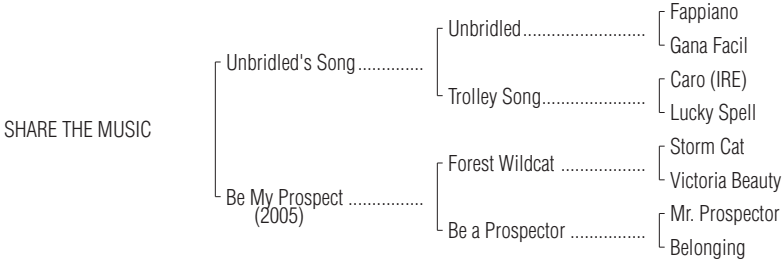 Fappiano
Unbridled..........................
Gana Facil
Unbridled's Song..............
Caro (IRE)
Trolley Song......................
Lucky Spell
SHARE THE MUSIC
Storm Cat
Forest Wildcat ..................
Victoria Beauty
Be My Prospect ................
(2005)
Mr. Prospector
Be a Prospector ................
Belonging